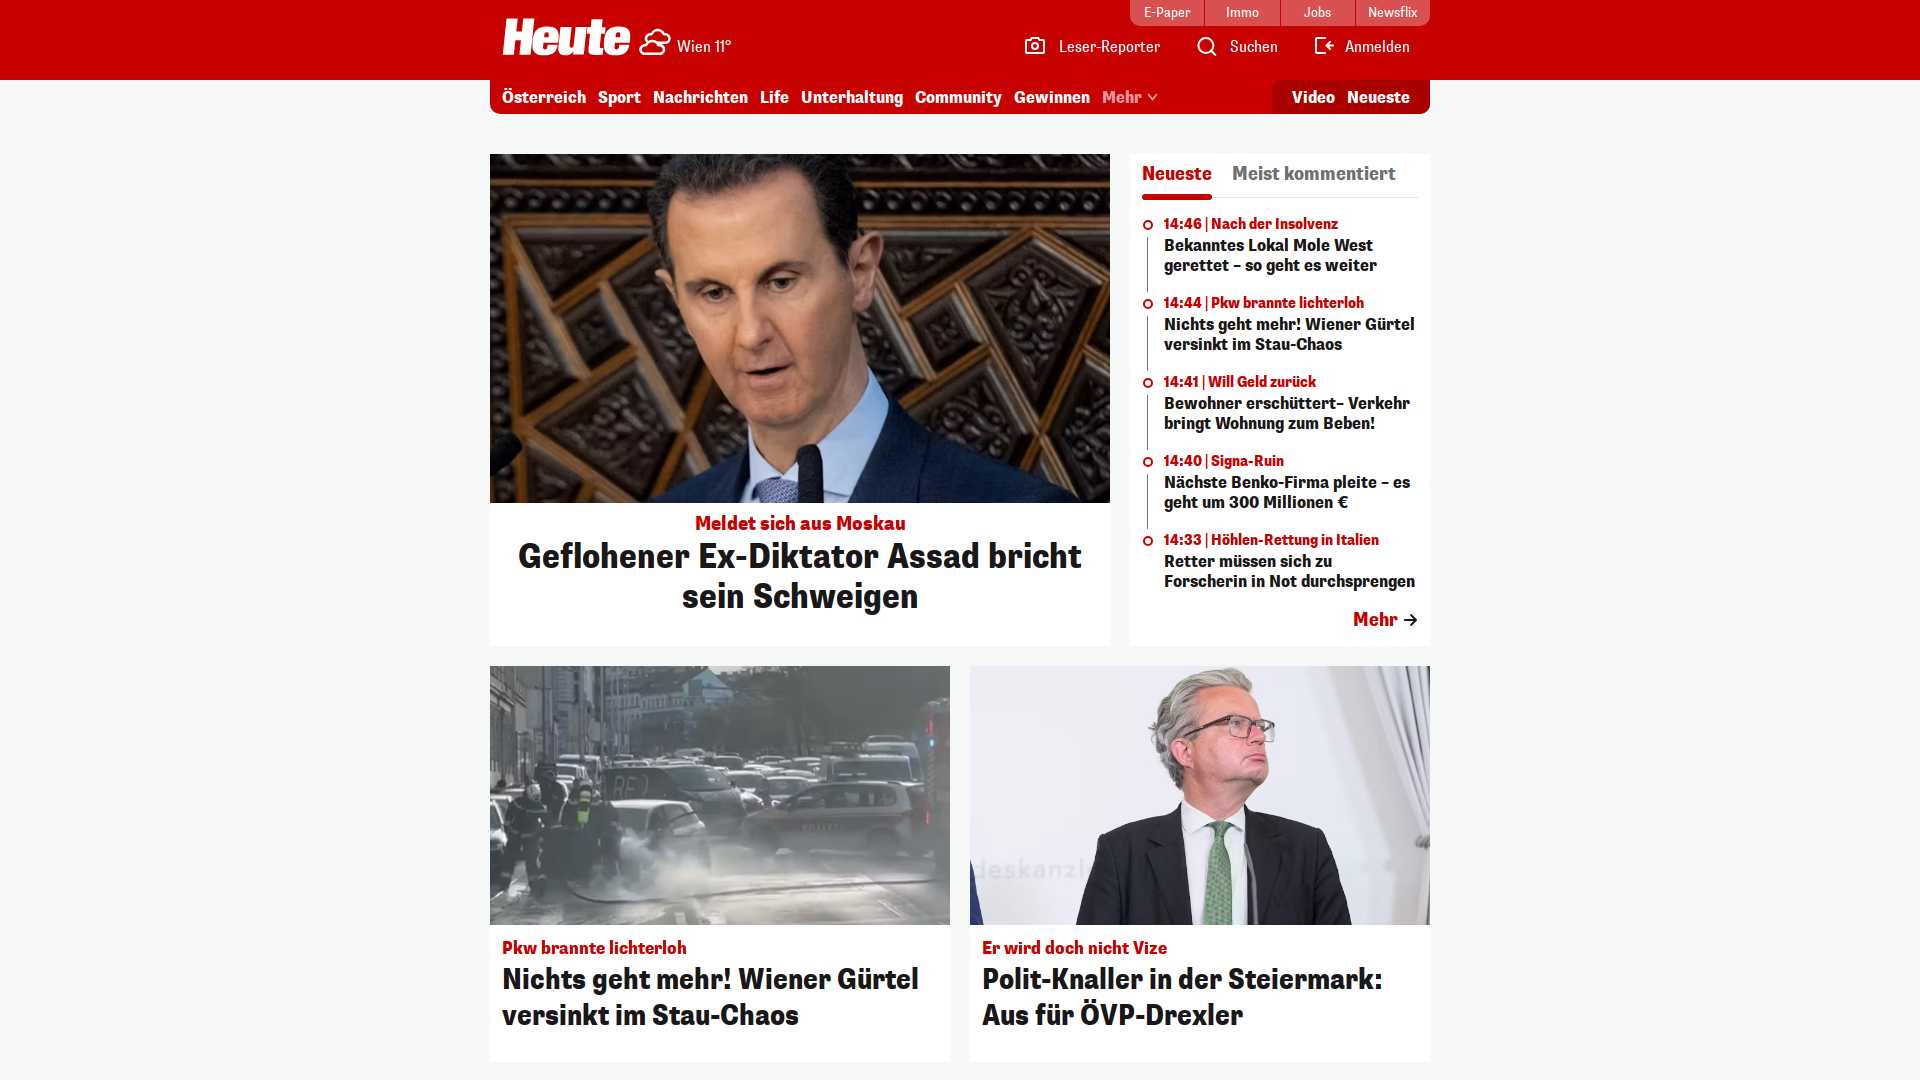 E-Paper
Immo
Jobs
Newsflix
Heute
Wien 11°
Leser-Reporter
Suchen
Anmelden
Österreich
Sport
Nachrichten
Life
Unterhaltung
Community
Gewinnen
Mehr
Video
Neueste
Meldet sich aus Moskau
Geflohener Ex-Diktator Assad bricht
sein Schweigen
Neueste
Meist kommentiert
14:46 | Nach der Insolvenz
Bekanntes Lokal Mole West
gerettet – so geht es weiter
14:44 | Pkw brannte lichterloh
Nichts geht mehr! Wiener Gürtel
versinkt im Stau-Chaos
14:41 | Will Geld zurück
Bewohner erschüttert– Verkehr
bringt Wohnung zum Beben!
14:40 | Signa-Ruin
Nächste Benko-Firma pleite – es
geht um 300 Millionen €
14:33 | Höhlen-Rettung in Italien
Retter müssen sich zu
Forscherin in Not durchsprengen
Mehr
deskanzl
Pkw brannte lichterloh
Nichts geht mehr! Wiener Gürtel
versinkt im Stau-Chaos
Er wird doch nicht Vize
Polit-Knaller in der Steiermark:
Aus für ÖVP-Drexler